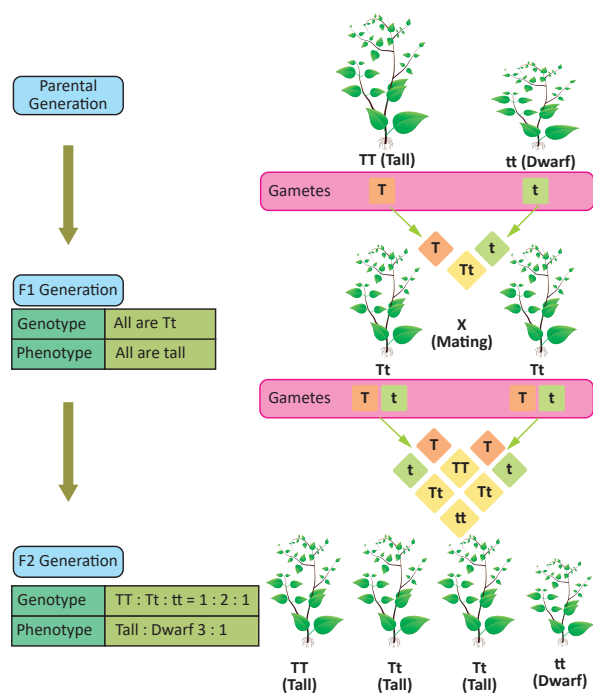 Parental
Generation
TT (Tall)
tt (Dwarf)
Gametes
T
t
T
t
Tt
F1 Generation
Genotype
All are Tt
Phenotype
All are tall
X
(Mating)
Tt
Tt
Gametes
T
t
T
t
T
T
t
TT
t
Tt
Tt
tt
F2 Generation
Genotype
TT : Tt : tt = 1 : 2 : 1
Phenotype
Tall : Dwarf 3 : 1
TT
(Tall)
Tt
(Tall)
Tt
(Tall)
tt
(Dwarf)